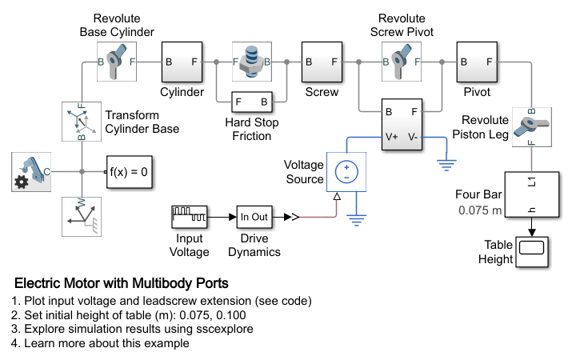 Revolute
Base Cylinder
Revolute
Screw Pivot
B
F
B
F
B
F
B
F
B
F
B
F
Cylinder
Screw
Pivot
F
B
Hard Stop
Friction
B
F
V+
V-
F
B
Transform
Cylinder Base
Revolute
Piston Leg
B
F
C
f(x) = 0
W
Voltage
Source
+
-
Four Bar
0.075 m
L1
h
In Out
Input
Voltage
Drive
Dynamics
Table
Height
Electric Motor with Multibody Ports
1. Plot input voltage and leadscrew extension (see code)
2. Set initial height of table (m): 0.075, 0.100
3. Explore simulation results using sscexplore
4. Learn more about this example